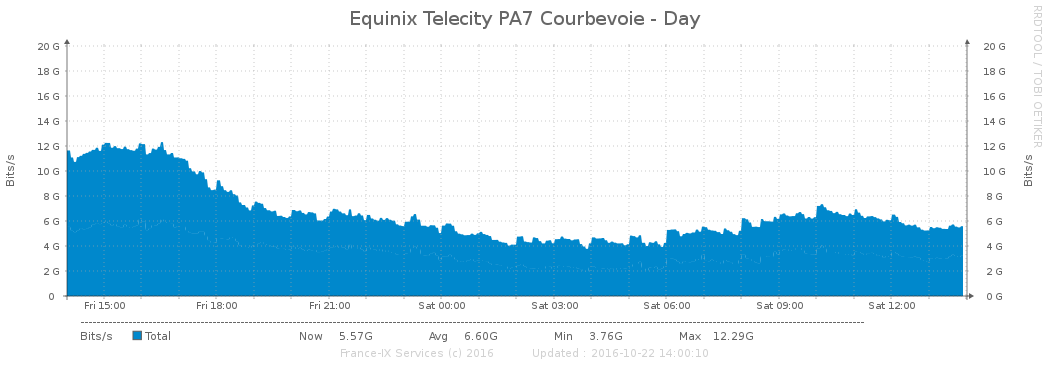 Equinix Telecity PA7 Courbevoie - Day
RRDTOOL / TOBI OETIKER
Bits/s
20 G
18 G
16 G
14 G
12 G
10 G
8 G
6 G
4 G
2 G
0
20 G
18 G
16 G
14 G
12 G
10 G
8 G
6 G
4 G
2 G
0 G
Bits/s
Fri 15:00 Fri 18:00 Fri 21:00 Sat 00:00 Sat 03:00 Sat 06:00 Sat 09:00 Sat 12:00
Bits/s Total Now 5.57G Avg 6.60G Min 3.76G Max 12.29G
France-IX Services (c) 2016 Updated : 2016-10-22 14:00:10